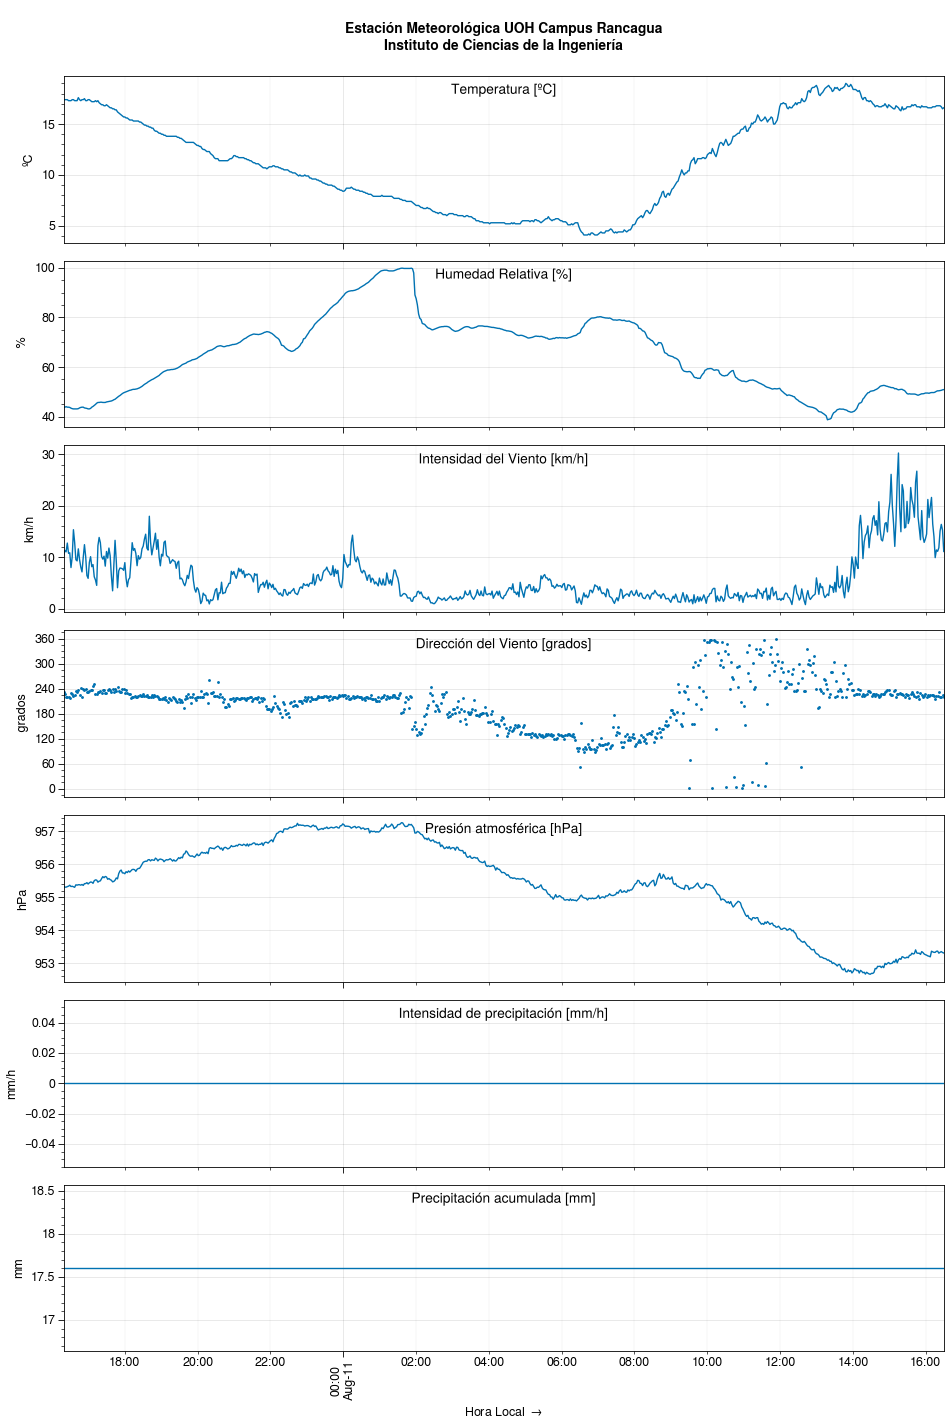 Estación Meteorológica UOH Campus Rancagua
Instituto de Ciencias de la Ingeniería
Temperatura [ºC]
ºC
15
10
5
Humedad Relativa [%]
%
100
80
60
40
Intensidad del Viento [km/h]
km/h
30
20
10
0
Dirección del Viento [grados]
grados
360
300
240
180
120
60
0
Presión atmosférica [hPa]
hPa
957
956
955
954
953
Intensidad de precipitación [mm/h]
mm/h
0.04
0.02
0
−0.02
−0.04
Precipitación acumulada [mm]
mm
18.5
18
17.5
17
18:00 20:00 22:00 00:00 02:00 04:00 06:00 08:00 10:00 12:00 14:00 16:00
Aug-11
Hora Local →